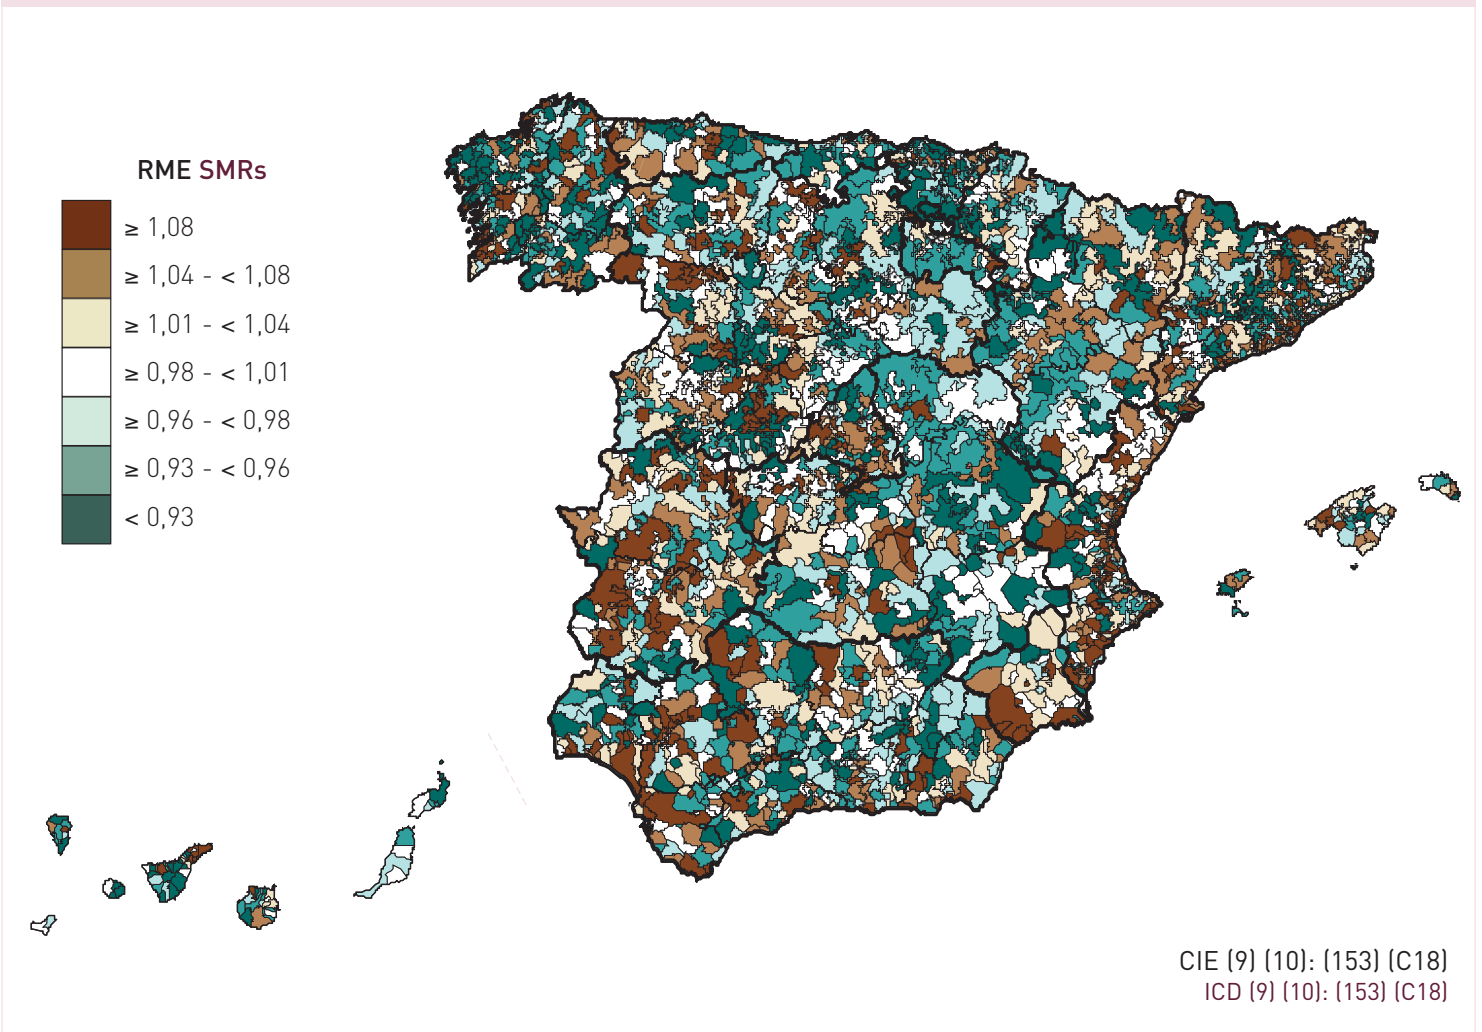 RME SMRs
≥ 1,08
≥ 1,04 - < 1,08
≥ 1,01 - < 1,04
≥ 0,98 - < 1,01
≥ 0,96 - < 0,98
≥ 0,93 - < 0,96
< 0,93
CIE (9) (10): (153) (C18)
ICD (9) (10): (153) (C18)